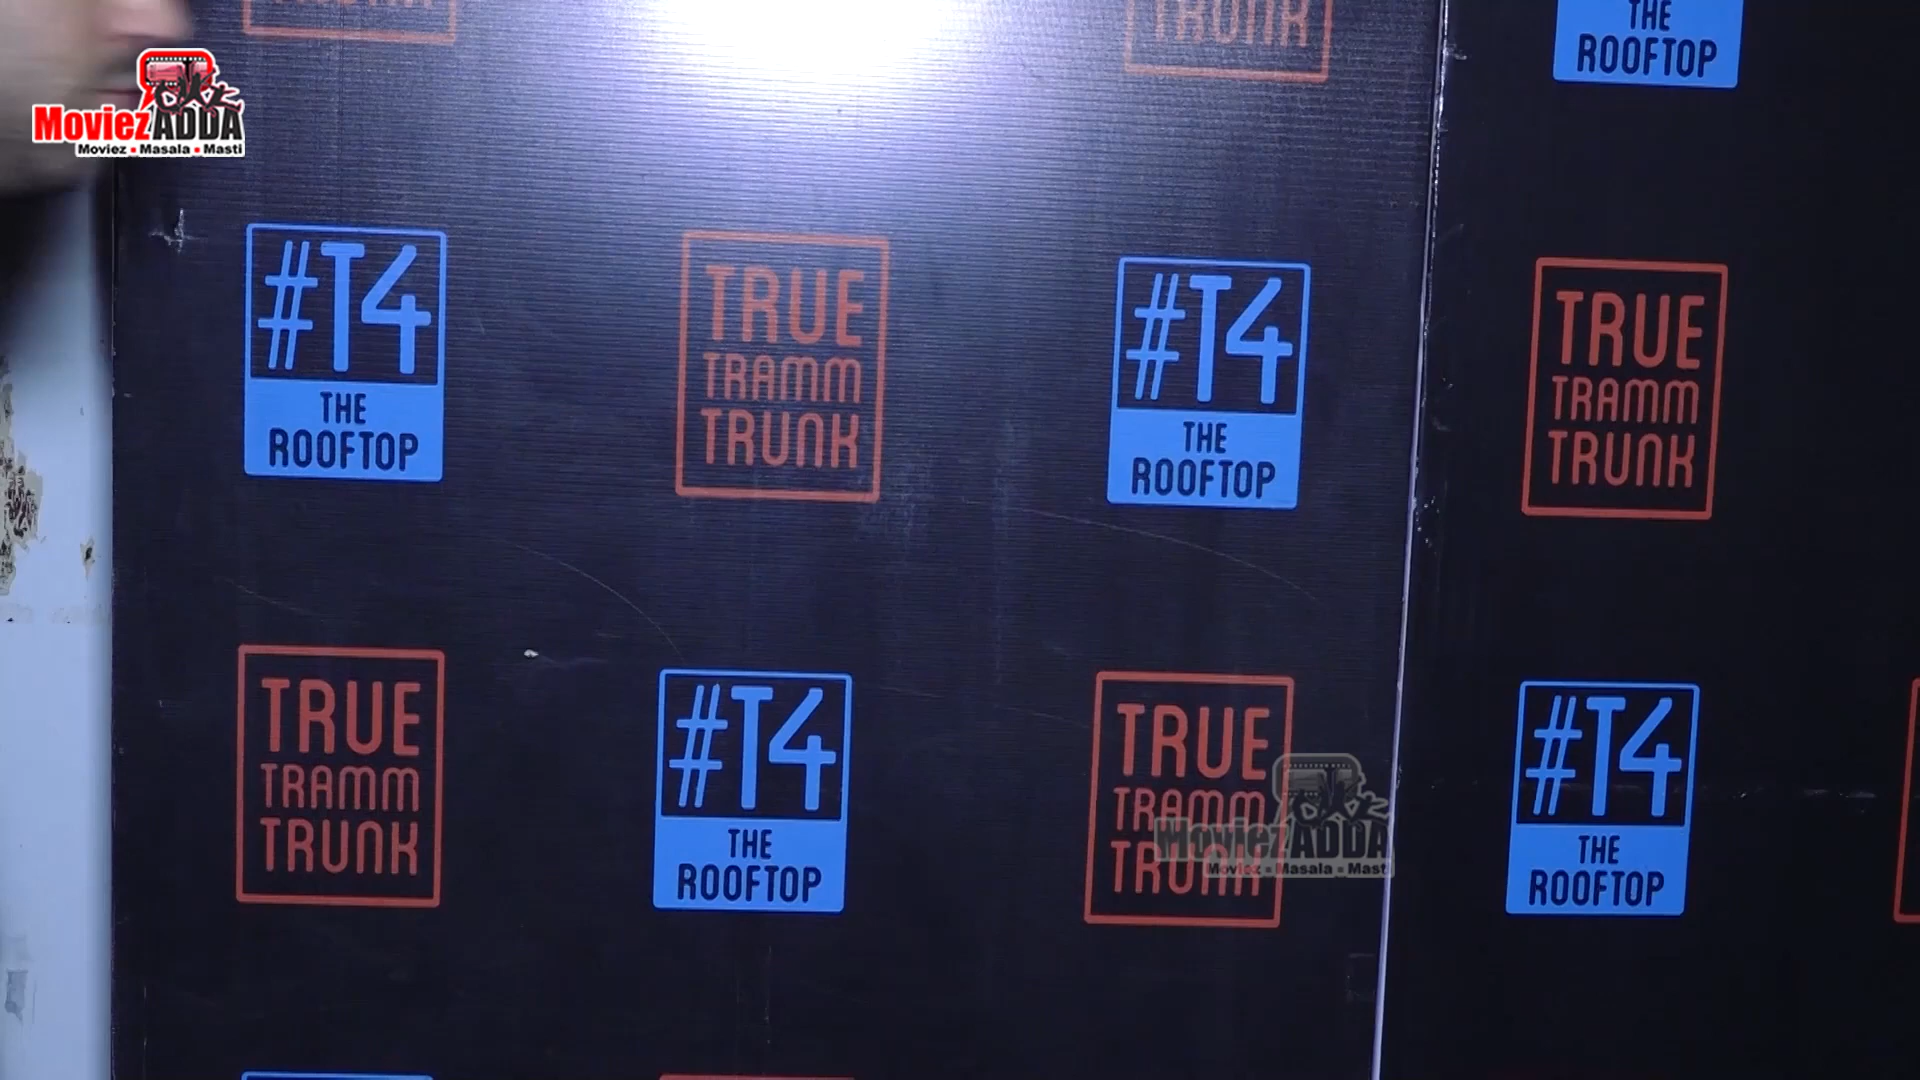 TRUNK
THE
ROOFTOP
MoviezADDA
Moviez • Masala • Masti
#T4
THE
ROOFTOP
TRUE
TRAMM
TRUNK
#T4
THE
ROOFTOP
TRUE
TRAMM
TRUNK
TRUE
TRAMM
TRUNK
#T4
THE
ROOFTOP
TRUE
TRAMM
TRUNK
MoviezADDA
Moviez • Masala • Masti
#T4
THE
ROOFTOP